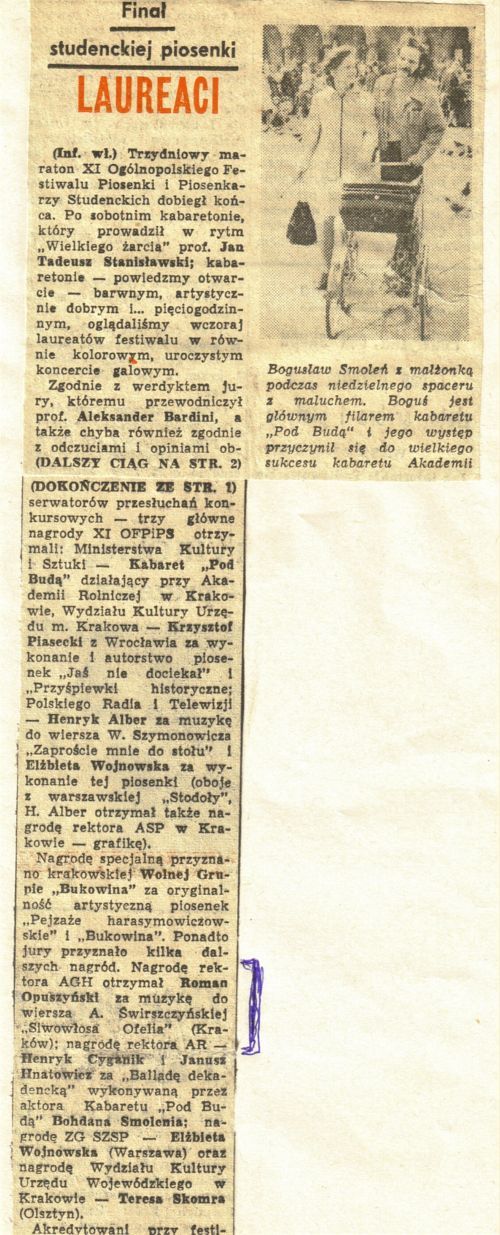 Finał
studenckiej piosenki
LAUREACI
(Inf. wł.) Trzydniowy ma-
raton XI Ogólnopolskiego Fe-
stiwalu Piosenki i Piosenka-
rzy Studenckich dobiegł koń-
ca. Po sobotnim kabaretonie,
który prowadził w rytm
„Wielkiego żarcia” prof. Jan
Tadeusz Stanisławski; kaba-
retonie — powiedzmy otwar-
cie — barwnym, artystycz-
nie dobrym i... pięciogodzin-
nym, oglądaliśmy wczoraj
laureatów festiwalu w rów-
nie kolorowym, uroczystym
koncercie galowym.
Zgodnie z werdyktem ju-
ry, któremu przewodniczył
prof. Aleksander Bardini, a
także chyba również zgodnie
z odczuciami i opiniami ob-
(DALSZY CIĄG NA STR. 2)
Bogusław Smoleń z małżonką
podczas niedzielnego spaceru
z maluchem. Boguś jest
głównym filarem kabaretu
„Pod Budą” i jego występ
przyczynił się do wielkiego
sukcesu kabaretu Akademii
(DOKOŃCZENIE ZE STR. 1)
serwatorów przesłuchań kon-
kursowych — trzy główne
nagrody XI OFPiPS otrzy-
mali: Ministerstwa Kultury
i Sztuki — Kabaret „Pod
Budą” działający przy Aka-
demii Rolniczej w Krako-
wie, Wydziału Kultury Urzę-
du m. Krakowa — Krzysztof
Piasecki z Wrocławia za wy-
konanie i autorstwo piose-
nek „Jaś nie dociekał” i
„Przyśpiewki historyczne;
Polskiego Radia i Telewizji
— Henryk Alber za muzykę
do wiersza W. Szymonowicza
„Zaproście mnie do stołu” i
Elżbieta Wojnowska za wy-
konanie tej piosenki (oboje
z warszawskiej „Stodoły”,
H. Alber otrzymał także na-
grodę rektora ASP w Kra-
kowie — grafikę).
Nagrodę specjalną przyzna-
no krakowskiej Wolnej Gru-
pie „Bukowina” za oryginal-
ność artystyczną piosenek
„Pejzaże harasymowiczow-
skie” i „Bukowina”. Ponadto
jury przyznało kilka dal-
szych nagród. Nagrodę rek-
tora AGH otrzymał Roman
Opuszyński za muzykę do
wiersza A. Świrszczyńskiej
„Siwowłosa Ofelia” (Kra-
ków); nagrodę rektora AR —
Henryk Cyganik i Janusz
Hnatowicz za „Balladę deka-
dencką” wykonywaną przez
aktora Kabaretu „Pod Bu-
dą” Bohdana Smolenia; na-
grodę ZG SZSP — Elżbieta
Wojnowska (Warszawa) oraz
nagrodę Wydziału Kultury
Urzędu Wojewódzkiego w
Krakowie — Teresa Skomra
(Olsztyn).
Akredytowani przy festi-